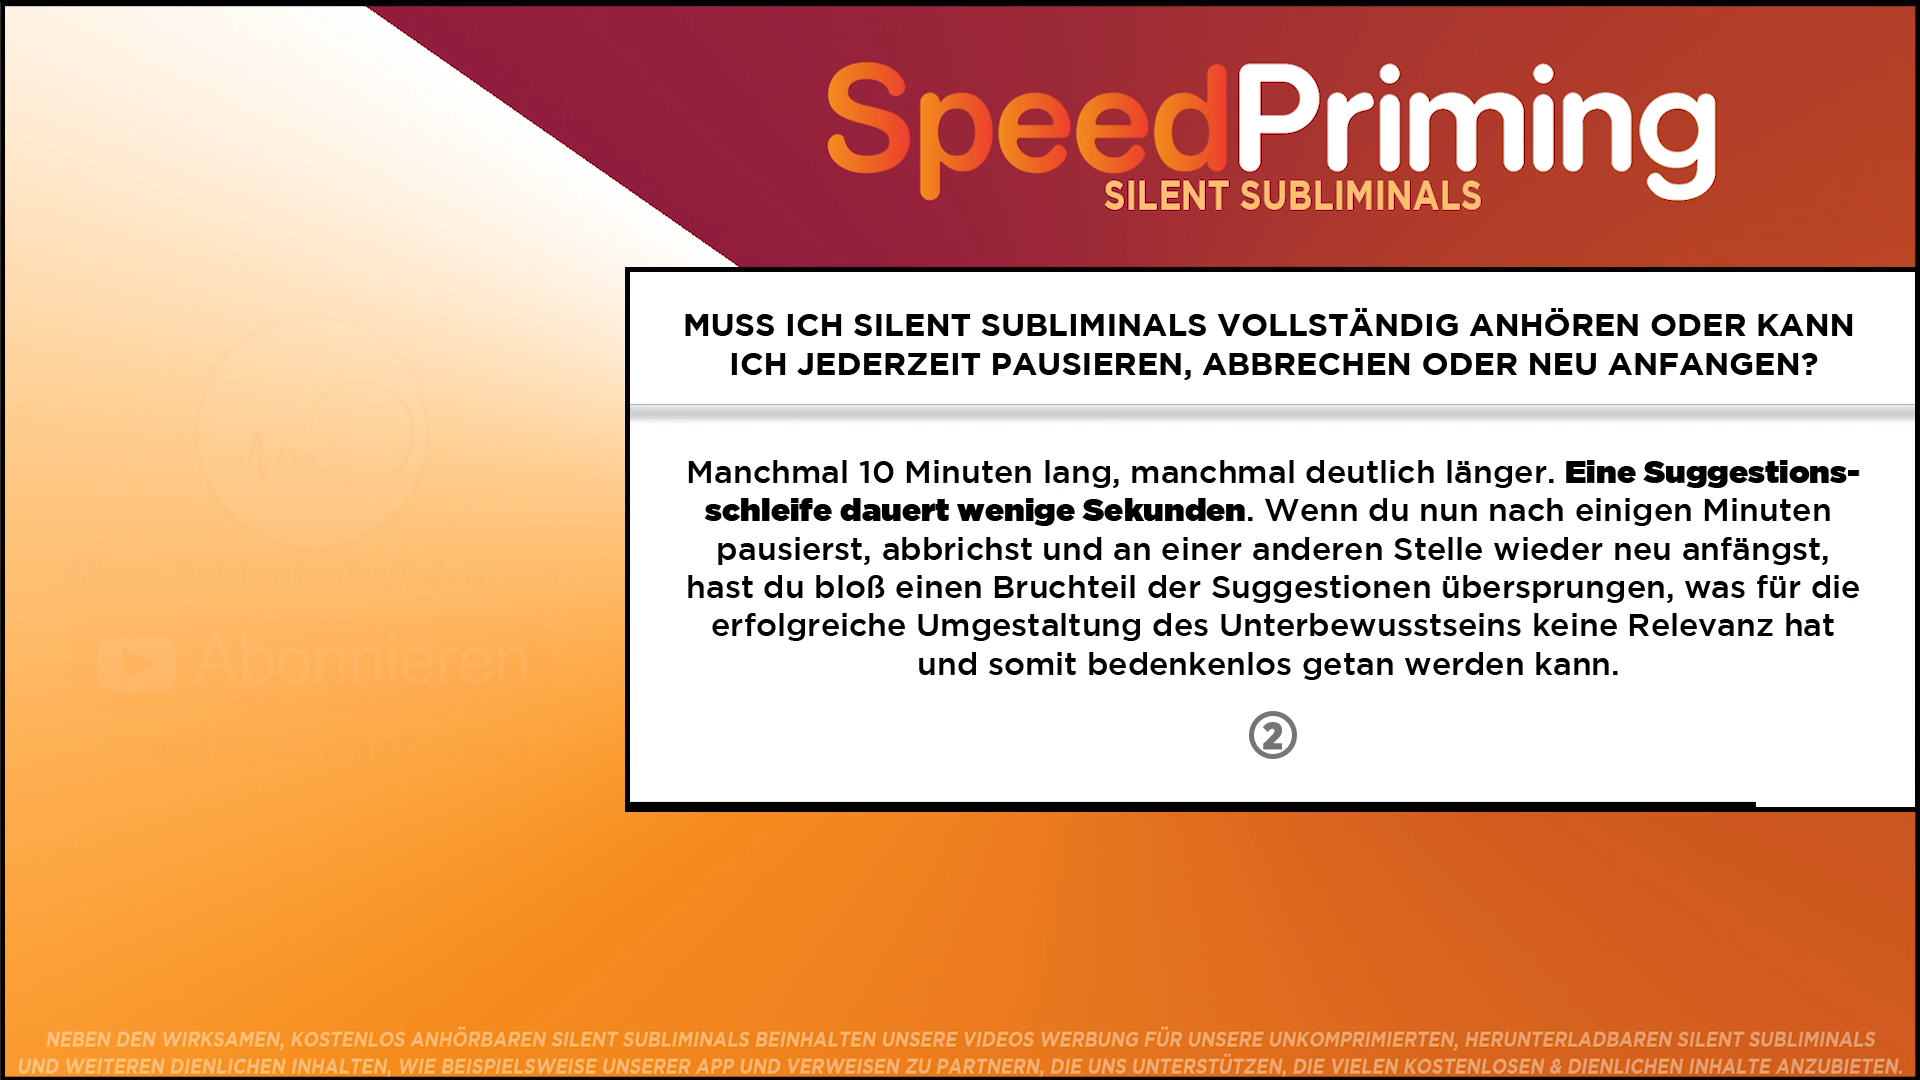 SpeedPriming
SILENT SUBLIMINALS
MUSS ICH SILENT SUBLIMINALS VOLLSTÄNDIG ANHÖREN ODER KANN
ICH JEDERZEIT PAUSIEREN, ABBRECHEN ODER NEU ANFANGEN?
Manchmal 10 Minuten lang, manchmal deutlich länger. Eine Suggestions-
schleife dauert wenige Sekunden. Wenn du nun nach einigen Minuten
pausierst, abbrichst und an einer anderen Stelle wieder neu anfängst,
hast du bloß einen Bruchteil der Suggestionen übersprungen, was für die
erfolgreiche Umgestaltung des Unterbewusstseins keine Relevanz hat
und somit bedenkenlos getan werden kann.
2
Silent Subliminals // deutsch
Abonnieren
NEBEN DEN WIRKSAMEN, KOSTENLOS ANHÖRBAREN SILENT SUBLIMINALS BEINHALTEN UNSERE VIDEOS WERBUNG FÜR UNSERE UNKOMPRIMIERTEN, HERUNTERLADBAREN SILENT SUBLIMINALS
UND WEITEREN DIENLICHEN INHALTEN, WIE BEISPIELSWEISE UNSERER APP UND VERWEISEN ZU PARTNERN, DIE UNS UNTERSTÜTZEN, DIE VIELEN KOSTENLOSEN & DIENLICHEN INHALTE ANZUBIETEN.